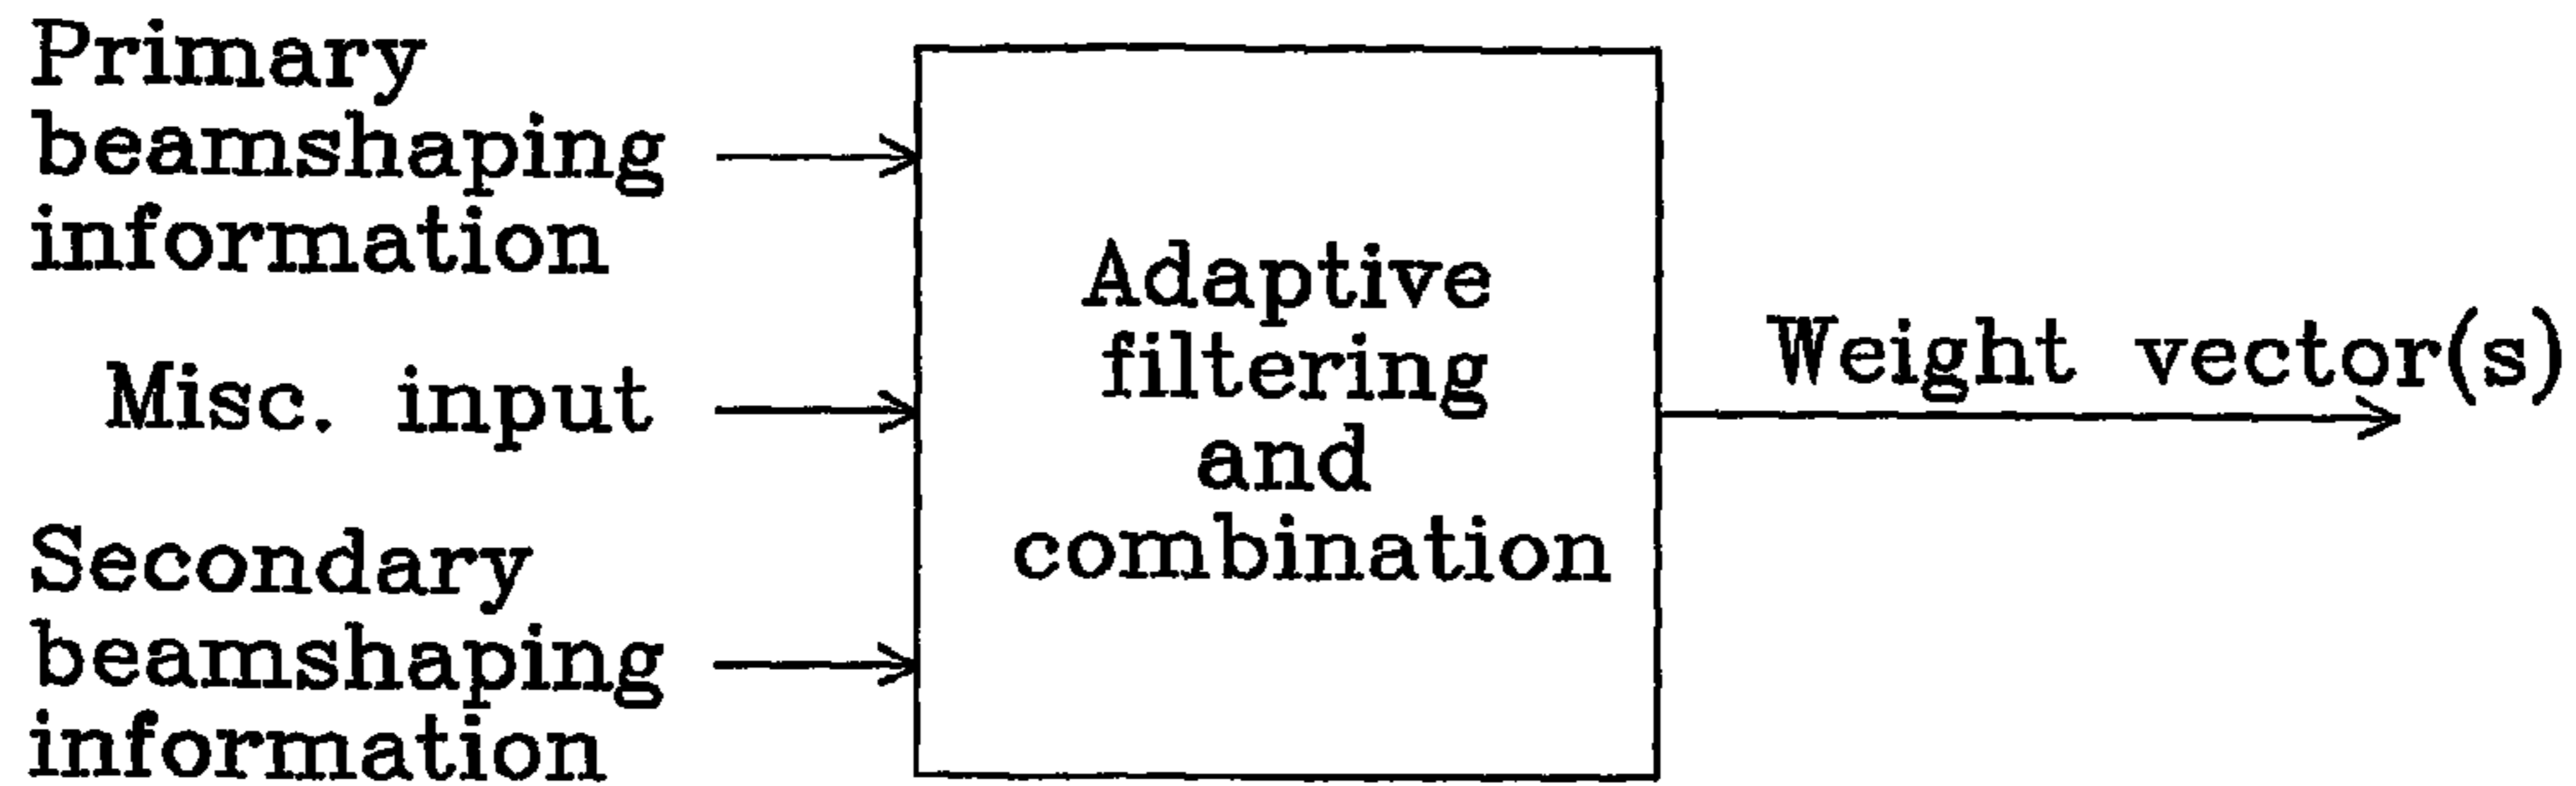 Primary
beamshaping
information
Misc. input
Secondary
beamshaping
information
Adaptive
filtering
and
combination
Weight vector(s)